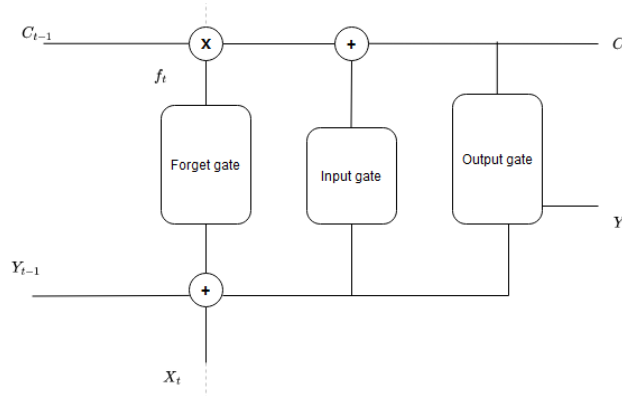 C_{t-1}
X
+
C
f_t
Forget gate
Input gate
Output gate
Y
Y_{t-1}
+
X_t